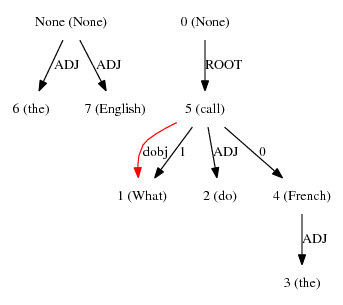 None (None) 0 (None)
ADJ ADJ ROOT
6 (the) 7 (English) 5 (call)
dobj 1 ADJ 0
1 (What) 2 (do) 4 (French)
ADJ
3 (the)